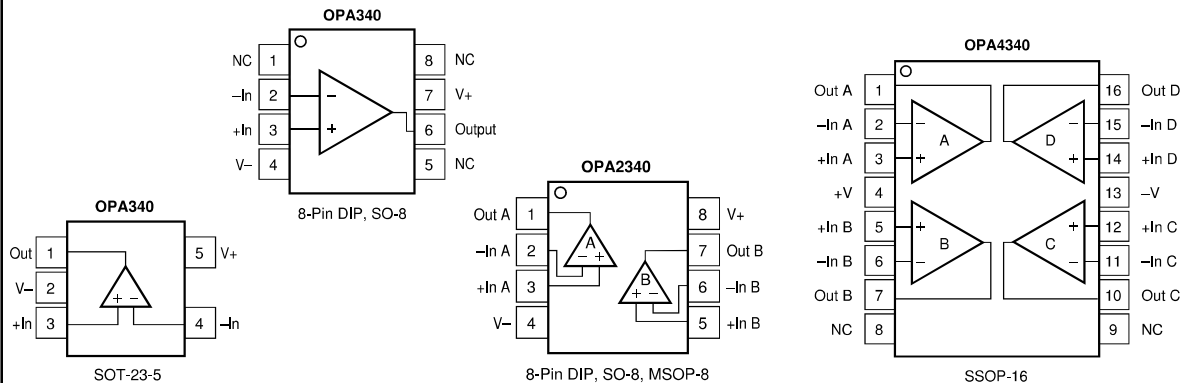 OPA340
NC 1 8 NC
–In 2 – 7 V+
+In 3 + 6 Output
V– 4 5 NC
8-Pin DIP, SO-8
OPA340
Out 1 5 V+
V– 2
+In 3 + – 4 –In
SOT-23-5
OPA2340
Out A 1 8 V+
–In A 2 A – + 7 Out B
+In A 3 B + – 6 –In B
V– 4 5 +In B
8-Pin DIP, SO-8, MSOP-8
OPA4340
Out A 1 16 Out D
–In A 2 – – 15 –In D
A D
+In A 3 + + 14 +In D
+V 4 13 –V
+In B 5 + + 12 +In C
B C
–In B 6 – – 11 –In C
Out B 7 10 Out C
NC 8 9 NC
SSOP-16